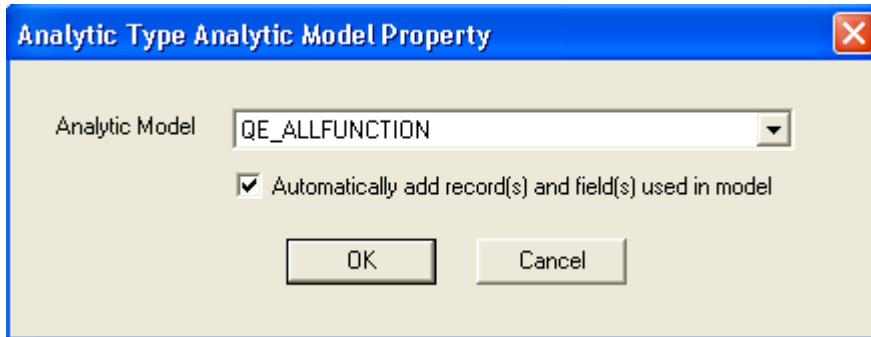 Analytic Type Analytic Model Property
Analytic Model QE_ALLFUNCTION
Automatically add record(s) and field(s) used in model
OK Cancel